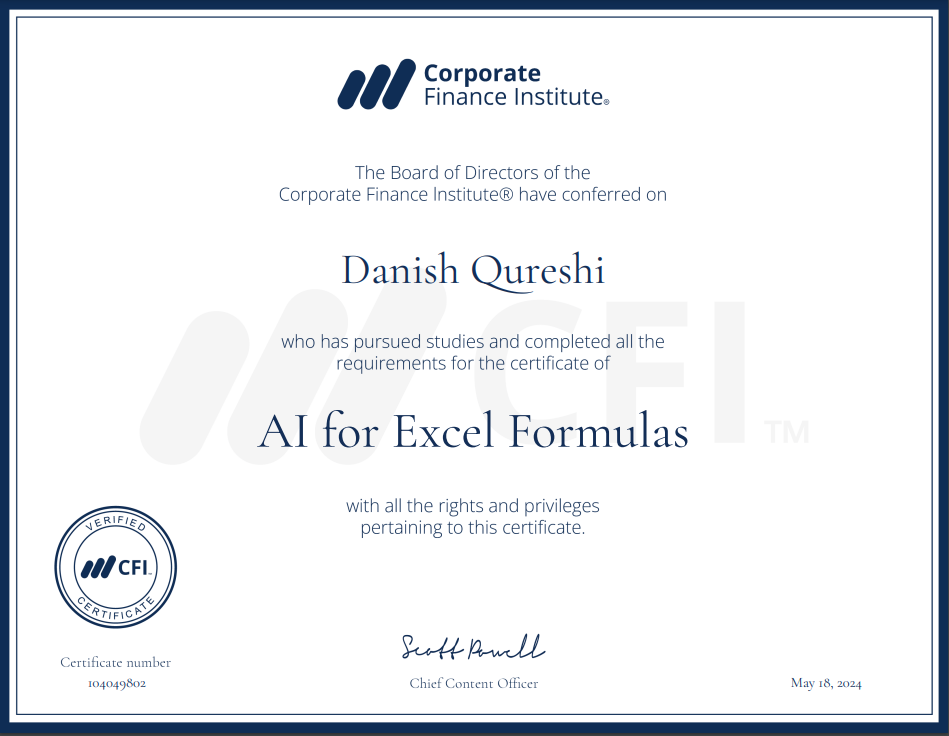 Corporate
Finance Institute®
The Board of Directors of the
Corporate Finance Institute® have conferred on
Danish Qureshi
who has pursued studies and completed all the
requirements for the certificate of
AI for Excel Formulas
CFI™
with all the rights and privileges
pertaining to this certificate.
VERIFIED
CFI™
CERTIFICATE
Scott Powell
Chief Content Officer
Certificate number
104049802
May 18, 2024